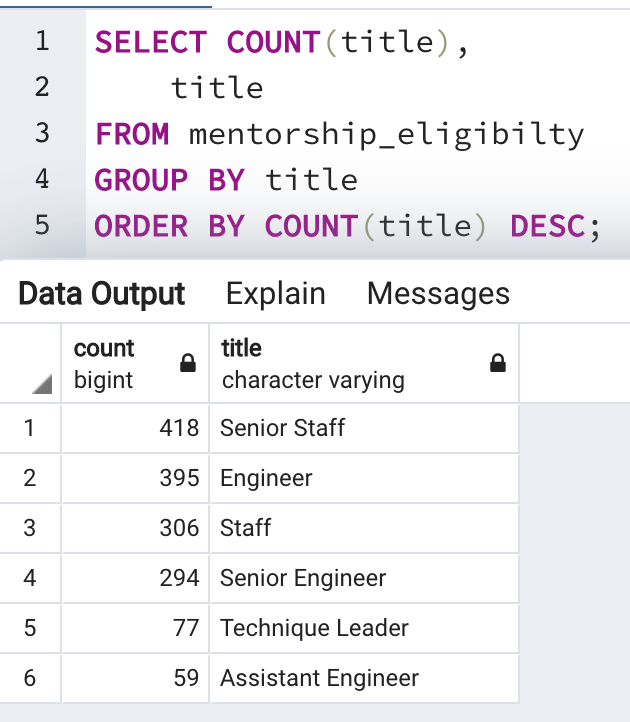 1 SELECT COUNT(title),
2 title
3 FROM mentorship_eligibilty
4 GROUP BY title
5 ORDER BY COUNT(title) DESC;
Data Output Explain Messages
count title
bigint character varying
1 418 Senior Staff
2 395 Engineer
3 306 Staff
4 294 Senior Engineer
5 77 Technique Leader
6 59 Assistant Engineer